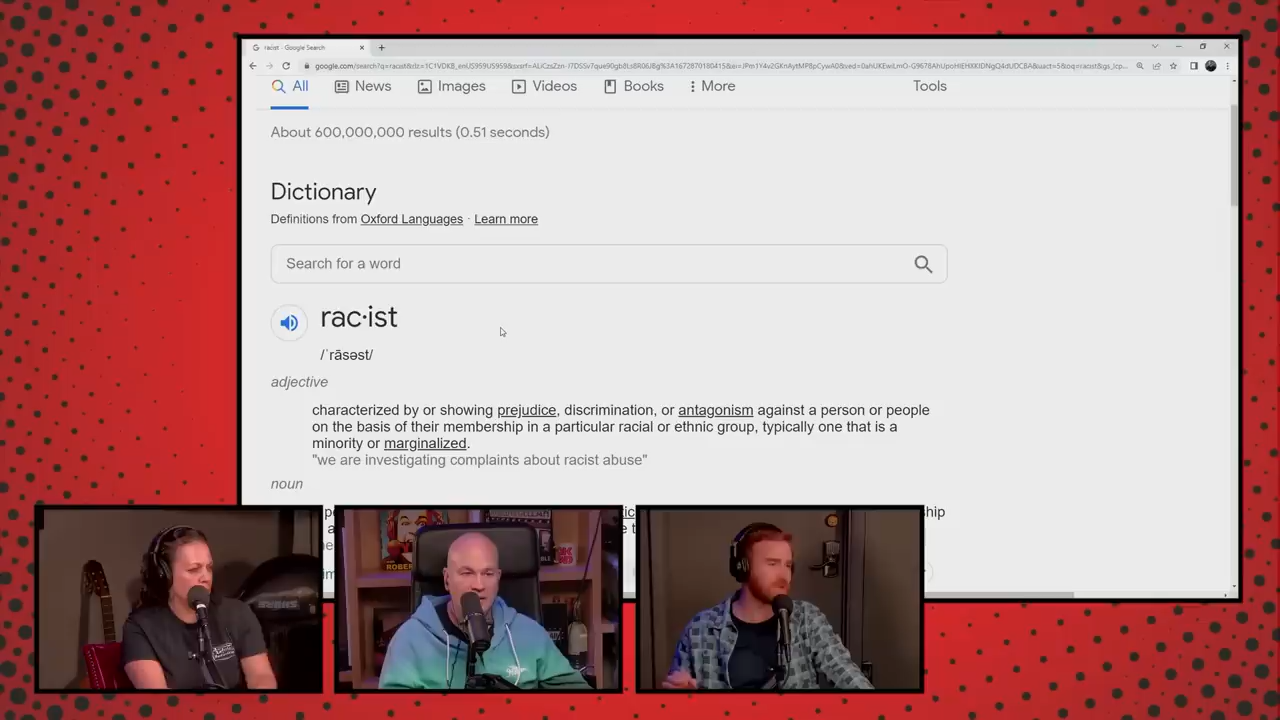 racist - Google Search
All
News
Images
Videos
Books
More
Tools
About 600,000,000 results (0.51 seconds)
Dictionary
Definitions from Oxford Languages · Learn more
Search for a word
rac·ist
/ˈrāsəst/
adjective
characterized by or showing prejudice, discrimination, or antagonism against a person or people
on the basis of their membership in a particular racial or ethnic group, typically one that is a
minority or marginalized.
"we are investigating complaints about racist abuse"
noun